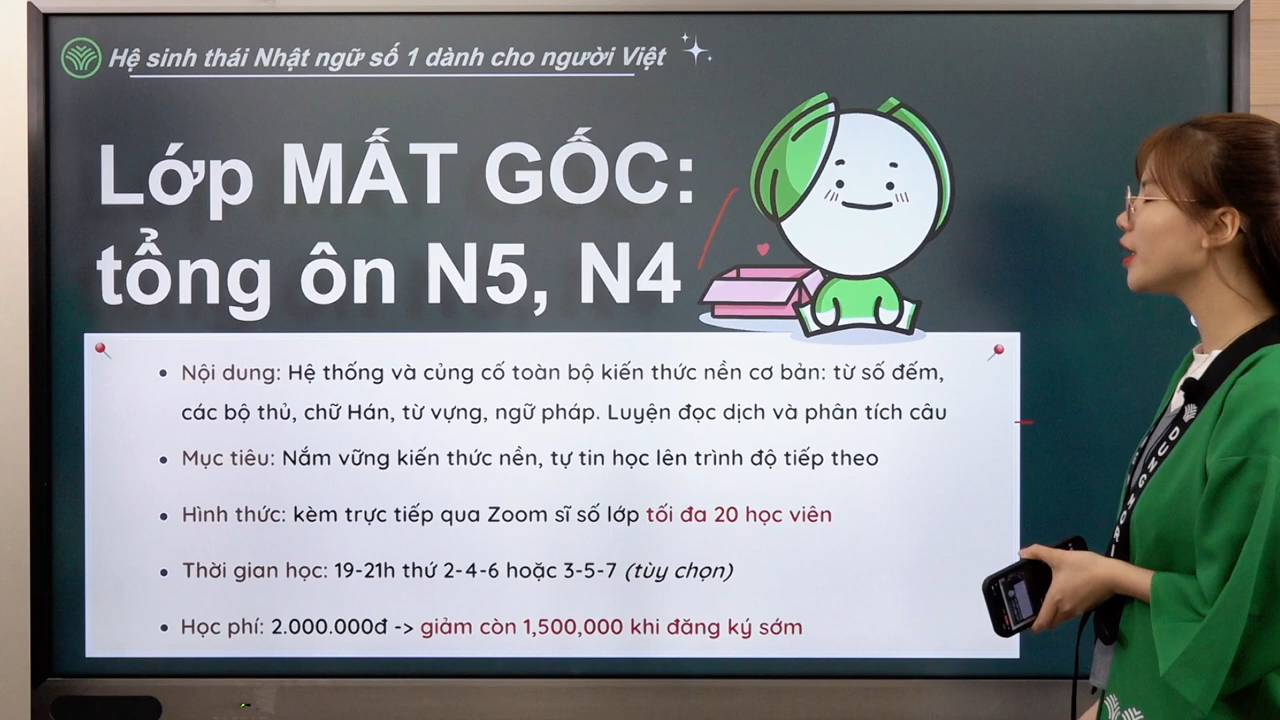 Hệ sinh thái Nhật ngữ số 1 dành cho người Việt
Lớp MẤT GỐC:
tổng ôn N5, N4
• Nội dung: Hệ thống và củng cố toàn bộ kiến thức nền cơ bản: từ số đếm,
các bộ thủ, chữ Hán, từ vựng, ngữ pháp. Luyện đọc dịch và phân tích câu
• Mục tiêu: Nắm vững kiến thức nền, tự tin học lên trình độ tiếp theo
• Hình thức: kèm trực tiếp qua Zoom sĩ số lớp tối đa 20 học viên
• Thời gian học: 19-21h thứ 2-4-6 hoặc 3-5-7 (tùy chọn)
• Học phí: 2.000.000đ -> giảm còn 1,500,000 khi đăng ký sớm
DUNG MORI